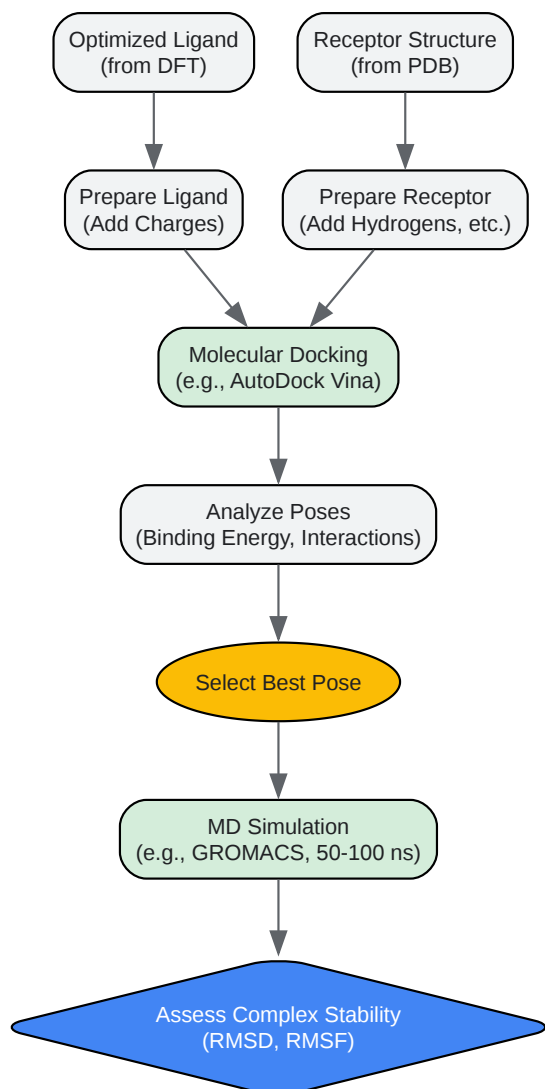 Optimized Ligand
(from DFT)
Receptor Structure
(from PDB)
Prepare Ligand
(Add Charges)
Prepare Receptor
(Add Hydrogens, etc.)
Molecular Docking
(e.g., AutoDock Vina)
Analyze Poses
(Binding Energy, Interactions)
Select Best Pose
MD Simulation
(e.g., GROMACS, 50-100 ns)
Assess Complex Stability
(RMSD, RMSF)